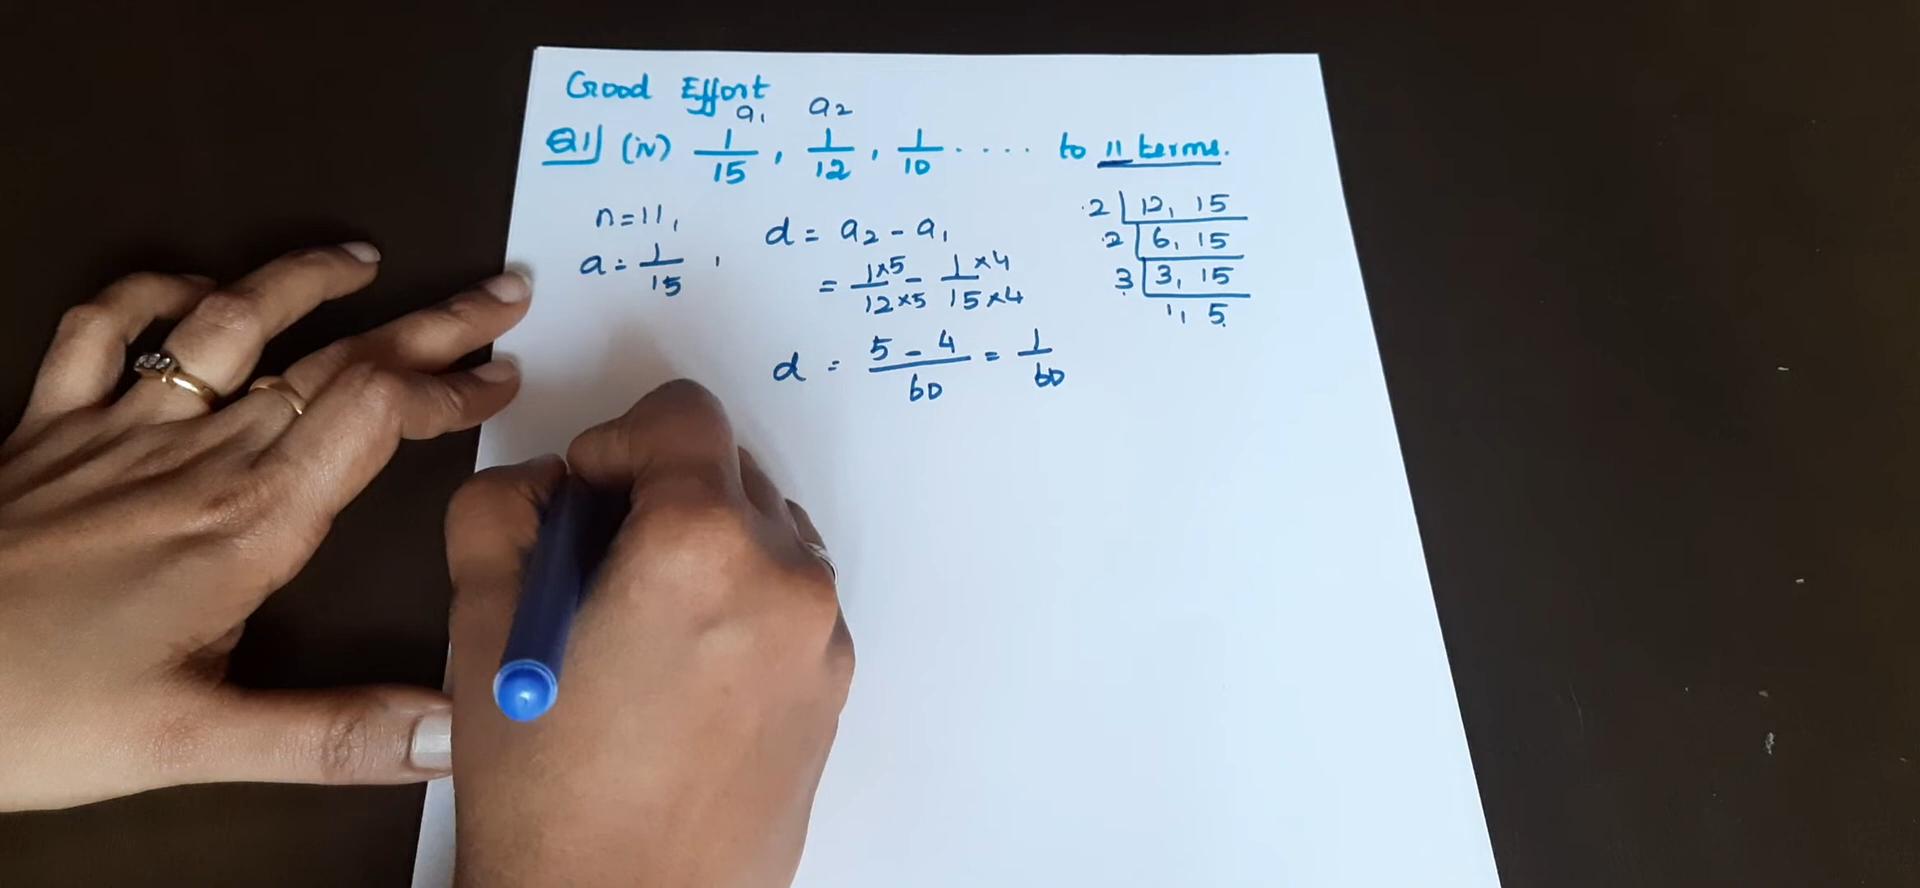 Good Effort
a₁ a₂
Q1) (iv) 1/15, 1/12, 1/10 .... to 11 terms.
n=11,
a = 1/15,
d = a₂ - a₁
= 1×5/12×5 - 1×4/15×4
d = 5-4/60 = 1/60
2 | 12, 15
2 | 6, 15
3 | 3, 15
1, 5